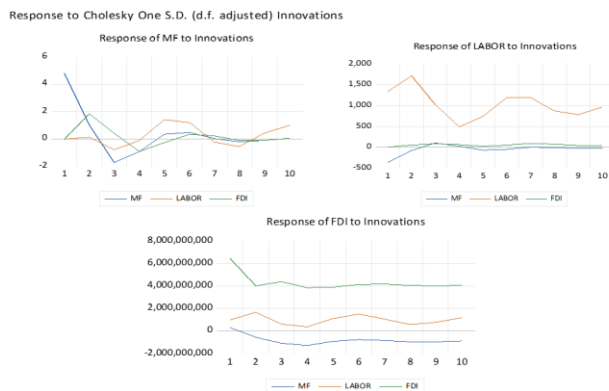 Response to Cholesky One S.D. (d.f. adjusted) Innovations
Response of MF to Innovations
6
4
2
0
-2
1 2 3 4 5 6 7 8 9 10
MF LABOR FDI
Response of LABOR to Innovations
2,000
1,500
1,000
500
0
-500
1 2 3 4 5 6 7 8 9 10
MF LABOR FDI
Response of FDI to Innovations
8,000,000,000
6,000,000,000
4,000,000,000
2,000,000,000
0
-2,000,000,000
1 2 3 4 5 6 7 8 9 10
MF LABOR FDI